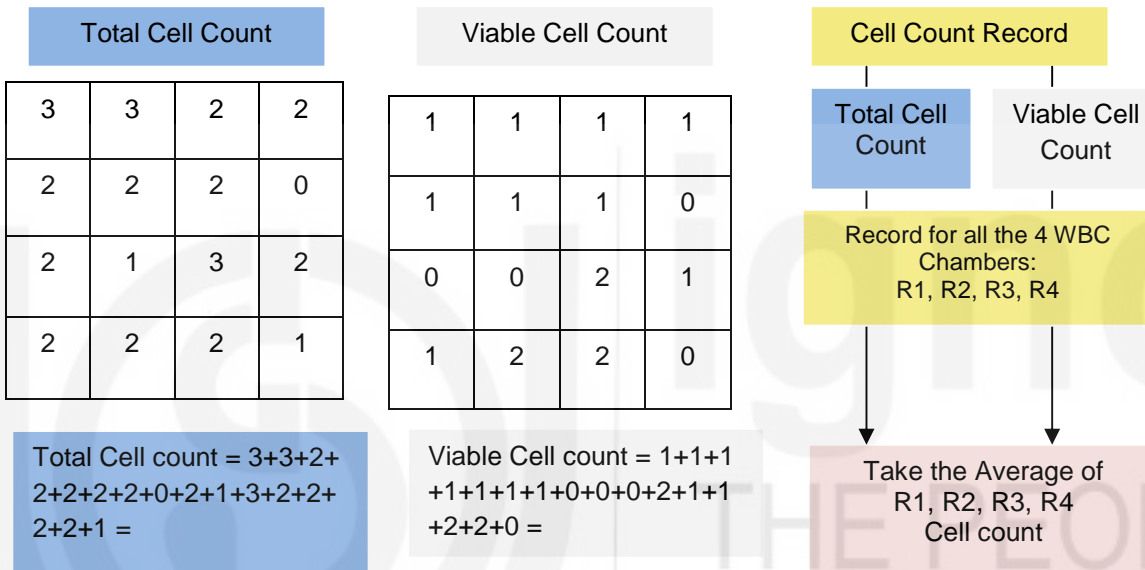 Total Cell Count
3 3 2 2
2 2 2 0
2 1 3 2
2 2 2 1
Total Cell count = 3+3+2+
2+2+2+2+0+2+1+3+2+2+
2+2+1 =
Viable Cell Count
1 1 1 1
1 1 1 0
0 0 2 1
1 2 2 0
Viable Cell count = 1+1+1
+1+1+1+1+0+0+0+2+1+1
+2+2+0 =
Cell Count Record
Total Cell
Count
Viable Cell
Count
Record for all the 4 WBC
Chambers:
R1, R2, R3, R4
Take the Average of
R1, R2, R3, R4
Cell count
ign
THE PEO